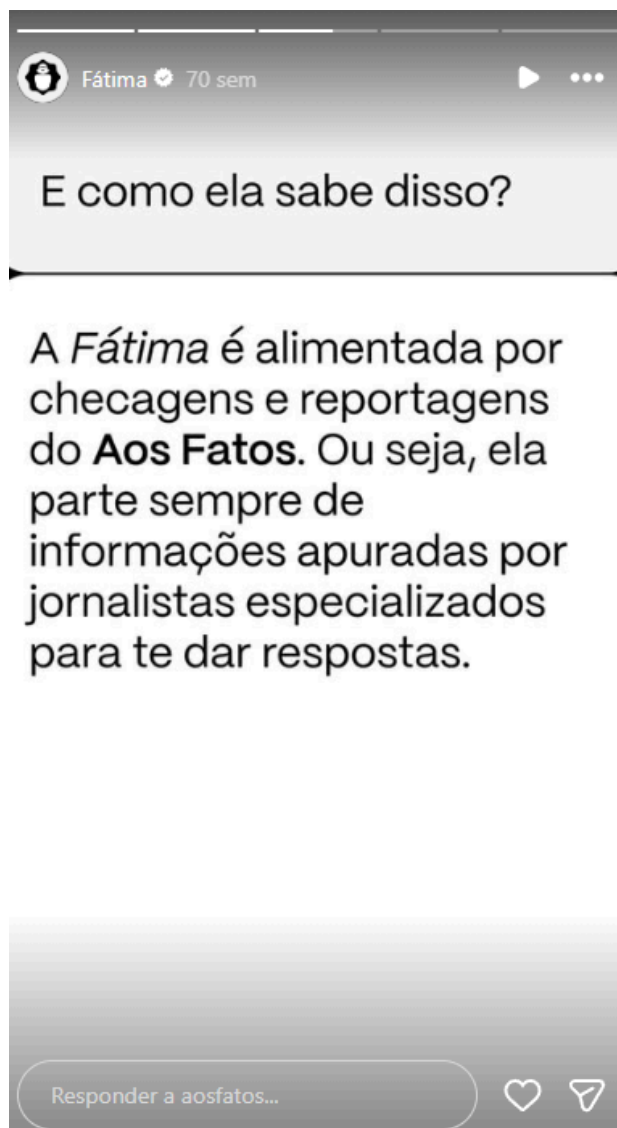 Fátima 70 sem
E como ela sabe disso?
A Fátima é alimentada por
checagens e reportagens
do Aos Fatos. Ou seja, ela
parte sempre de
informações apuradas por
jornalistas especializados
para te dar respostas.
Responder a aosfatos...